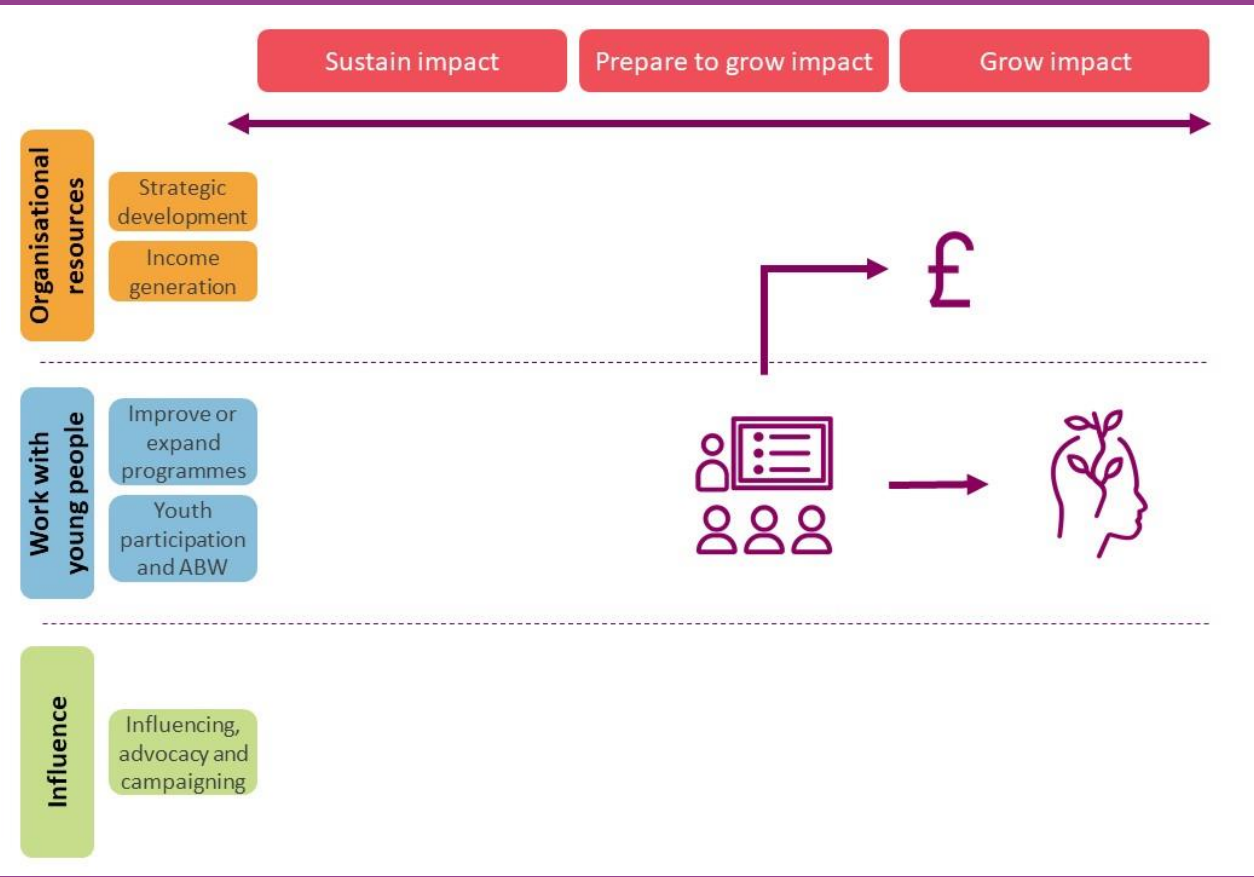 Sustain impact
Prepare to grow impact
Grow impact
Organisational
resources
Strategic
development
Income
generation
£
Work with
young people
Improve or
expand
programmes
Youth
participation
and ABW
Influence
Influencing,
advocacy and
campaigning